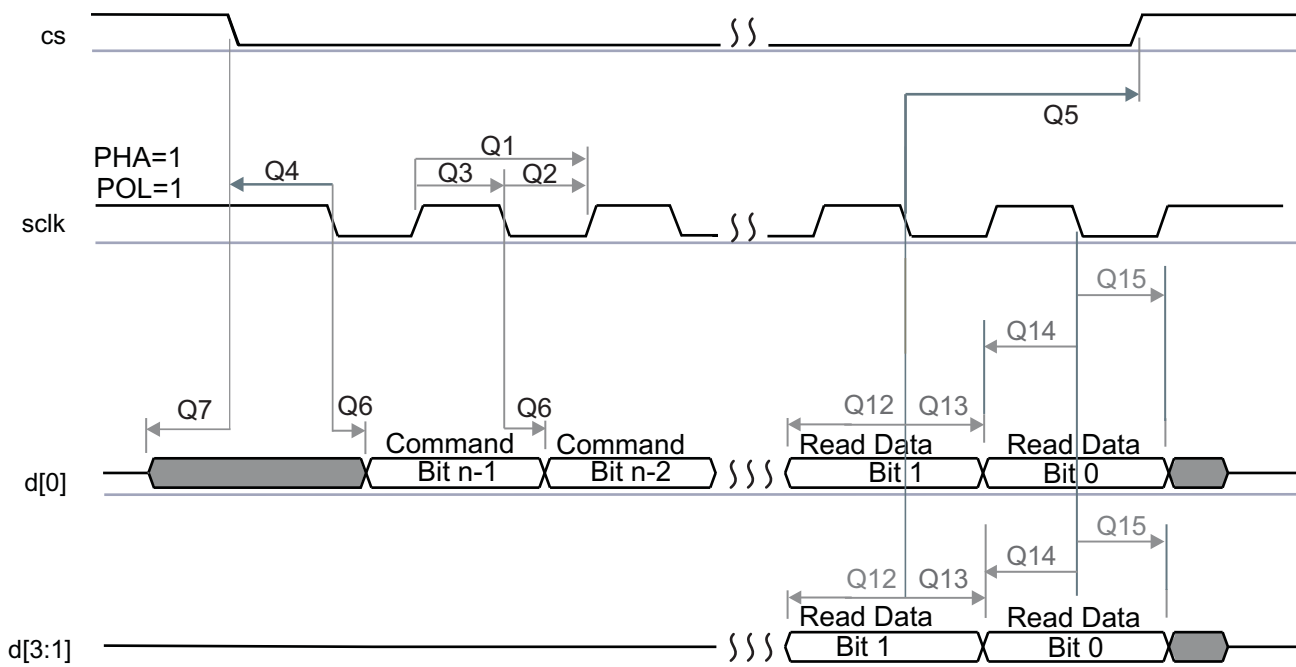 cs
Q5
PHA=1
POL=1
Q4
Q1
Q3
Q2
sclk
Q15
Q14
Q7
Q6
Q6
Q12
Q13
Command
Command
Read Data
Read Data
d[0]
Bit n-1
Bit n-2
Bit 1
Bit 0
Q15
Q14
Q12
Q13
Read Data
Read Data
d[3:1]
Bit 1
Bit 0